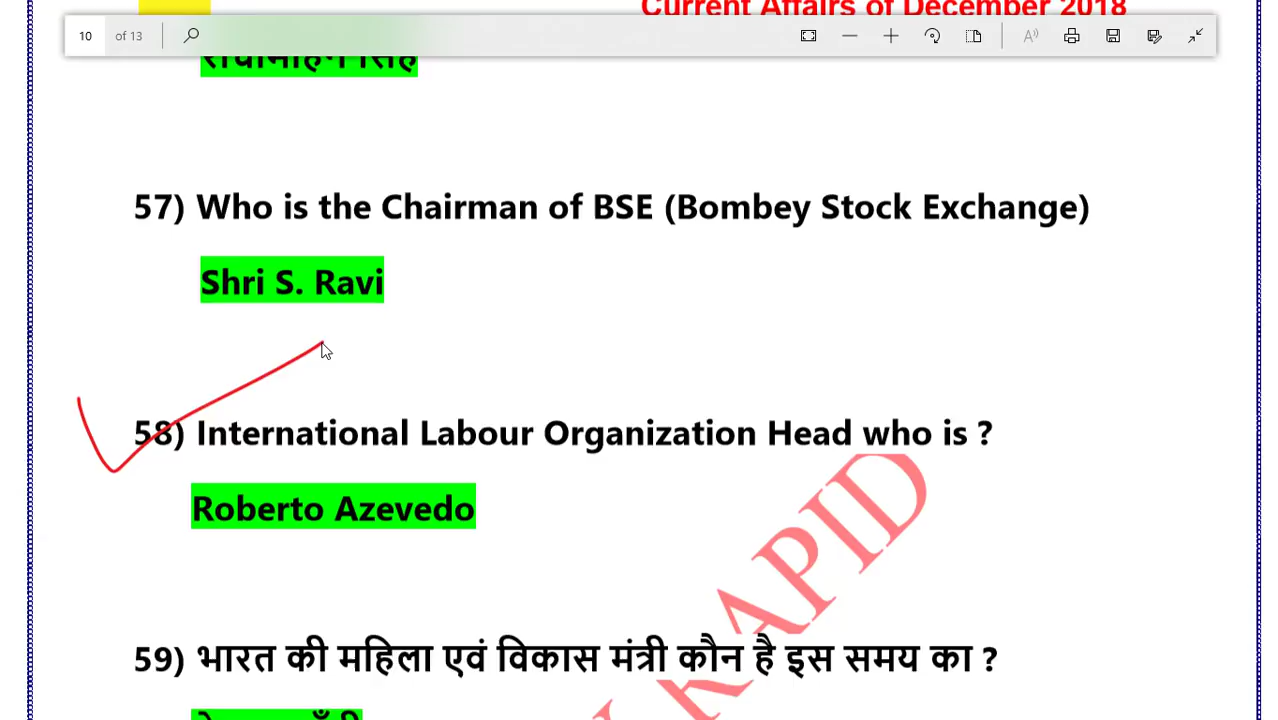 Current Affairs of December 2018
10 of 13
राधामोहन सिंह
57) Who is the Chairman of BSE (Bombey Stock Exchange)
Shri S. Ravi
58) International Labour Organization Head who is ?
Roberto Azevedo
RAPID
59) भारत की महिला एवं विकास मंत्री कौन है इस समय का ?